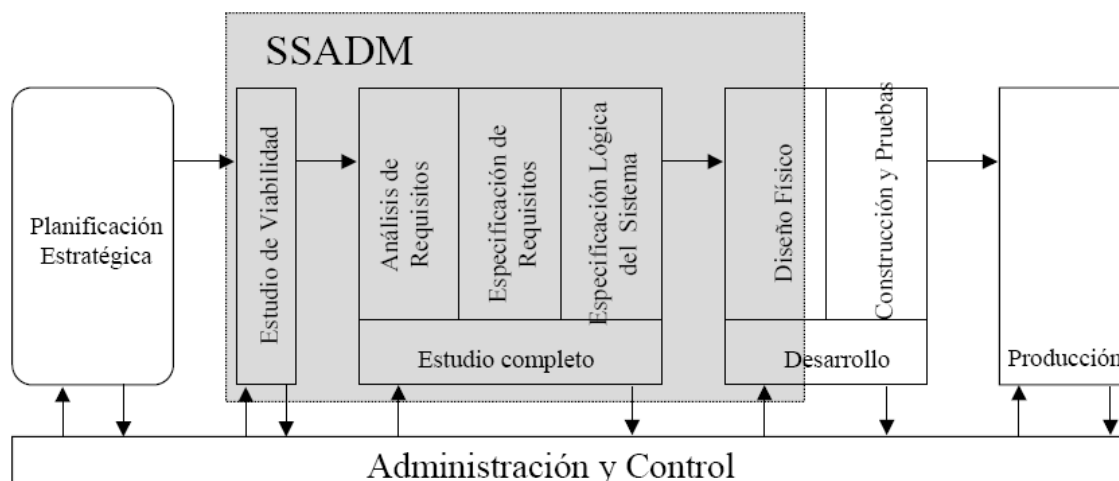 SSADM
Planificación
Estratégica
Estudio de Viabilidad
Análisis de
Requisitos
Especificación de
Requisitos
Especificación Lógica
del Sistema
Estudio completo
Diseño Físico
Construcción y Pruebas
Desarrollo
Producción
Administración y Control